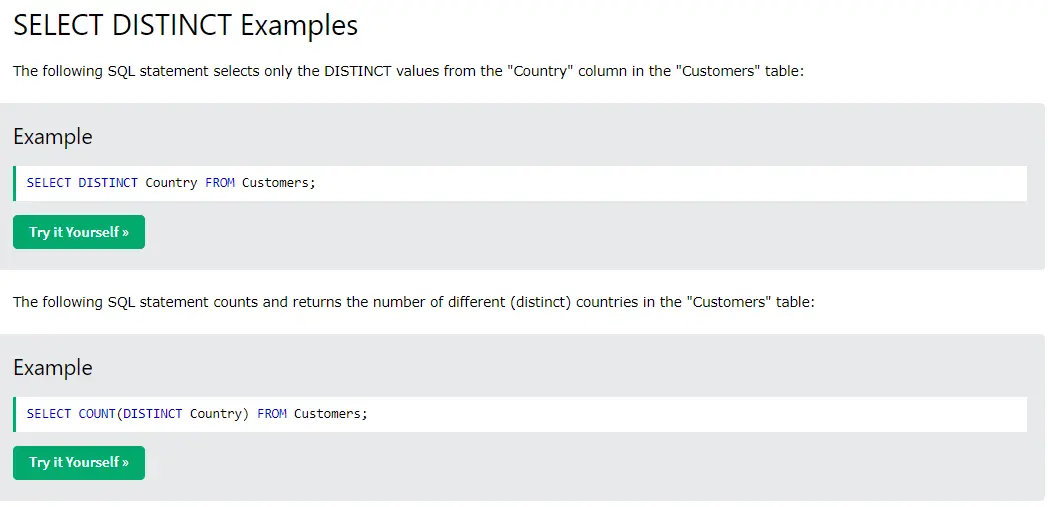 SELECT DISTINCT Examples
The following SQL statement selects only the DISTINCT values from the "Country" column in the "Customers" table:
Example
SELECT DISTINCT Country FROM Customers;
Try it Yourself »
The following SQL statement counts and returns the number of different (distinct) countries in the "Customers" table:
Example
SELECT COUNT(DISTINCT Country) FROM Customers;
Try it Yourself »